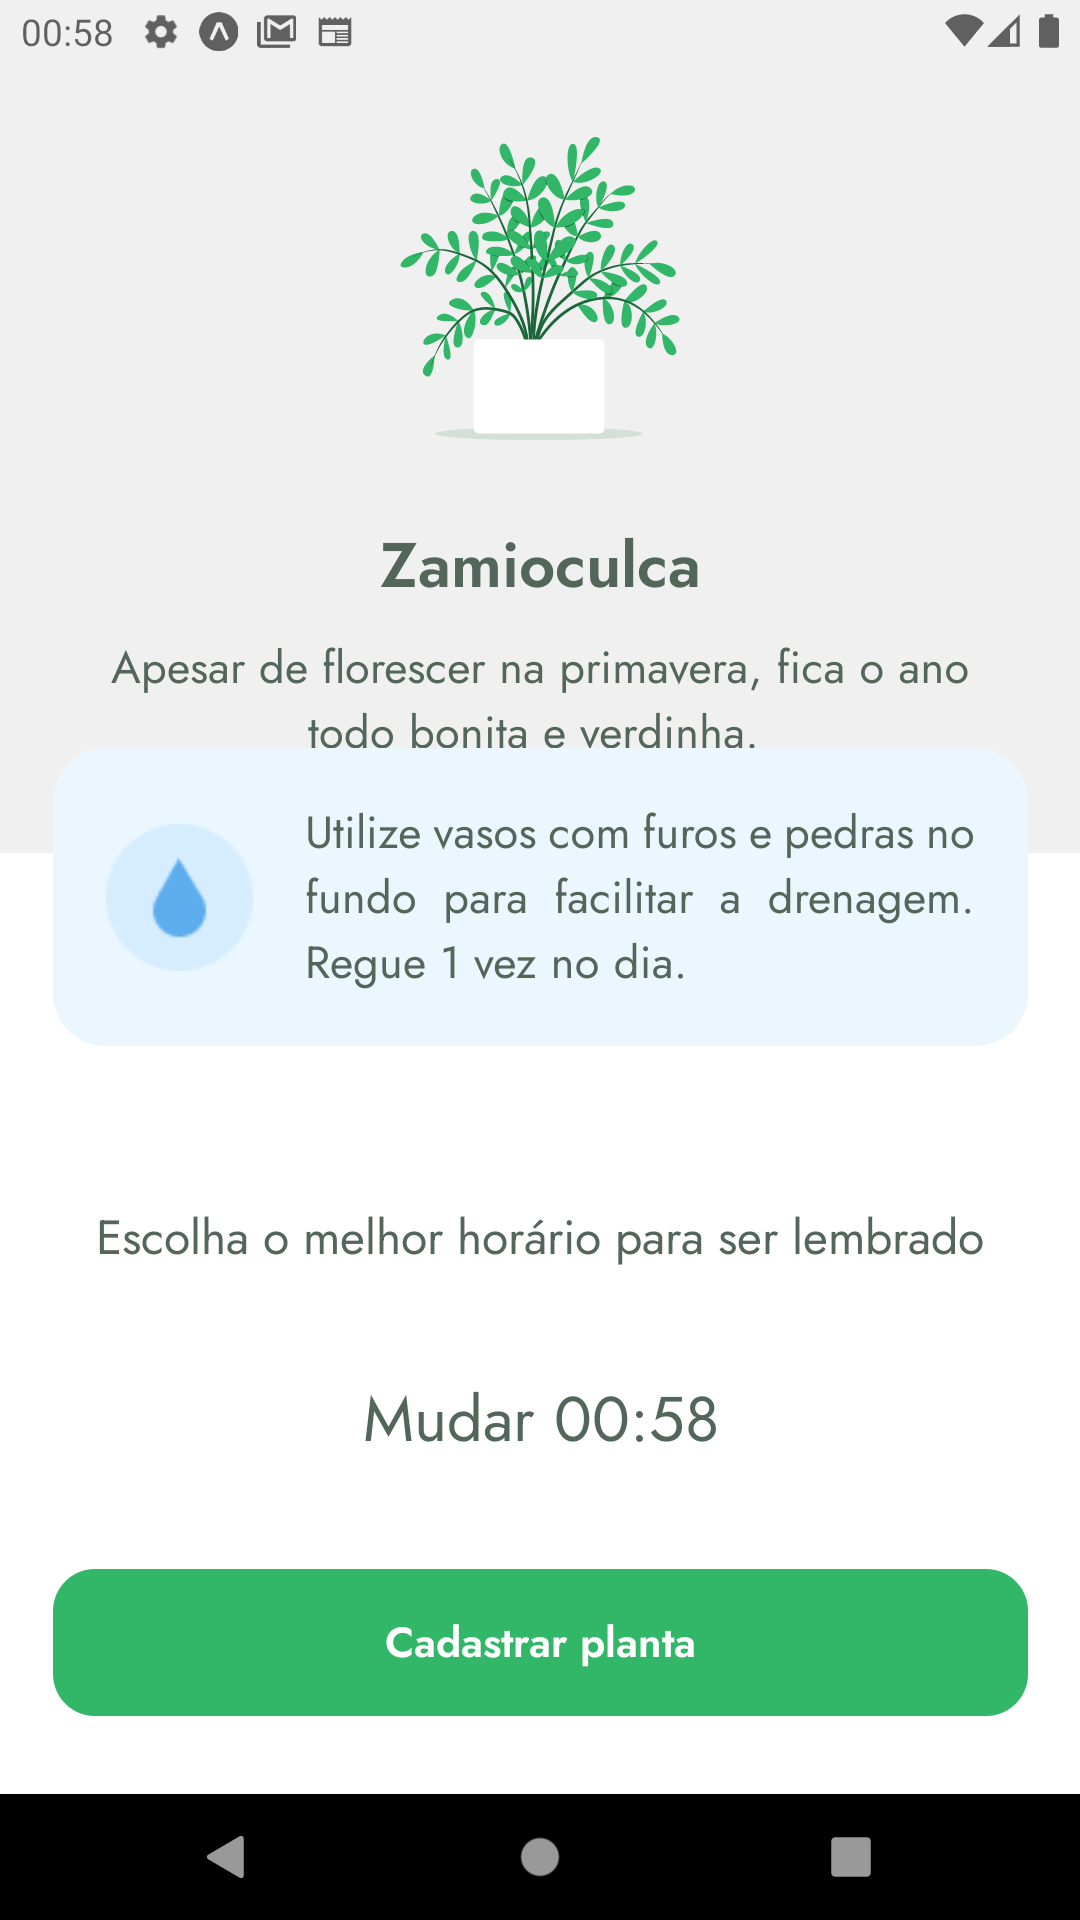 00:58
Zamioculca
Apesar de florescer na primavera, fica o ano
todo bonita e verdinha.
Utilize vasos com furos e pedras no
fundo para facilitar a drenagem.
Regue 1 vez no dia.
Escolha o melhor horário para ser lembrado
Mudar 00:58
Cadastrar planta